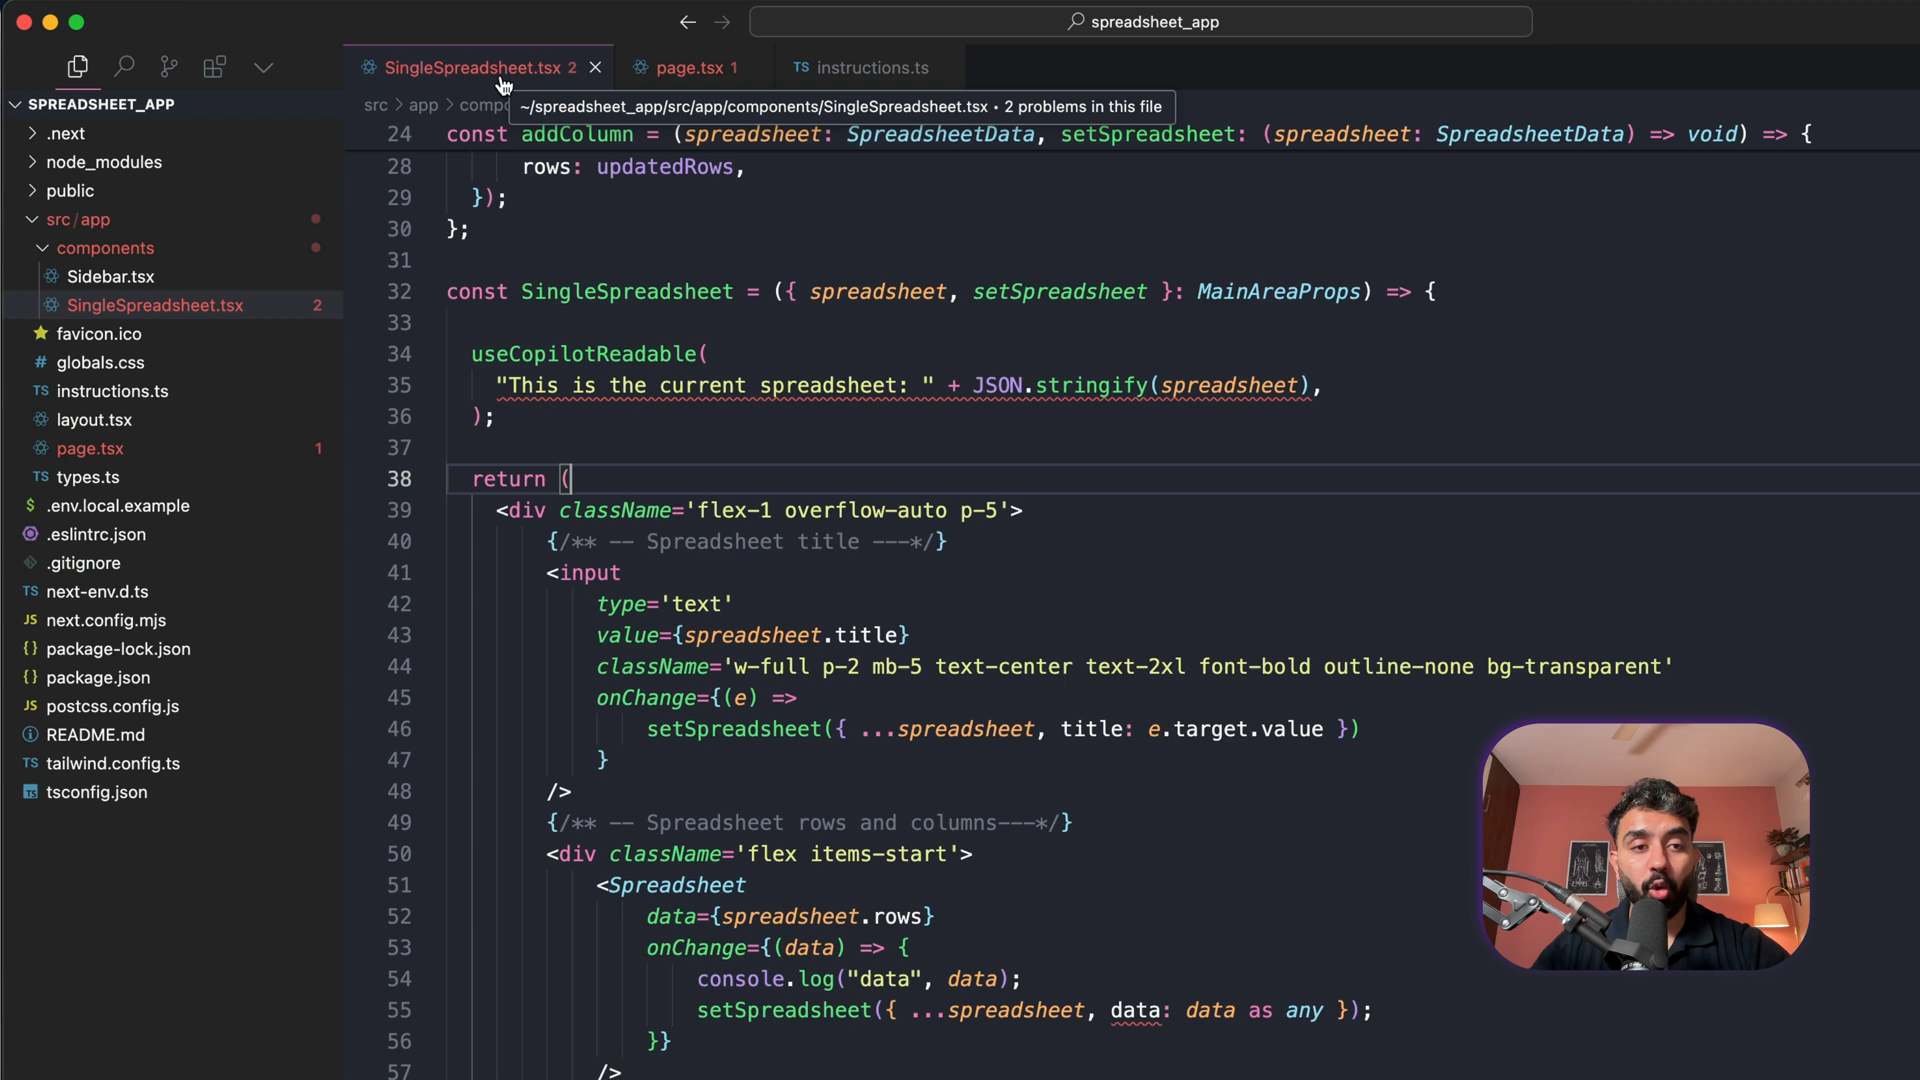 spreadsheet_app
SingleSpreadsheet.tsx 2
page.tsx 1
TS instructions.ts
SPREADSHEET_APP
src > app > compo
~/spreadsheet_app/src/app/components/SingleSpreadsheet.tsx • 2 problems in this file
.next
node_modules
public
src/app
components
Sidebar.tsx
SingleSpreadsheet.tsx 2
favicon.ico
# globals.css
TS instructions.ts
layout.tsx
page.tsx 1
TS types.ts
$ .env.local.example
.eslintrc.json
.gitignore
TS next-env.d.ts
JS next.config.mjs
{} package-lock.json
{} package.json
JS postcss.config.js
README.md
TS tailwind.config.ts
TS tsconfig.json
24 const addColumn = (spreadsheet: SpreadsheetData, setSpreadsheet: (spreadsheet: SpreadsheetData) => void) => {
28 rows: updatedRows,
29 });
30 };
31
32 const SingleSpreadsheet = ({ spreadsheet, setSpreadsheet }: MainAreaProps) => {
33
34 useCopilotReadable(
35 "This is the current spreadsheet: " + JSON.stringify(spreadsheet),
36 );
37
38 return (
39 <div className='flex-1 overflow-auto p-5'>
40 {/** -- Spreadsheet title ---*/}
41 <input
42 type='text'
43 value={spreadsheet.title}
44 className='w-full p-2 mb-5 text-center text-2xl font-bold outline-none bg-transparent'
45 onChange={(e) =>
46 setSpreadsheet({ ...spreadsheet, title: e.target.value })
47 }
48 />
49 {/** -- Spreadsheet rows and columns---*/}
50 <div className='flex items-start'>
51 <Spreadsheet
52 data={spreadsheet.rows}
53 onChange={(data) => {
54 console.log("data", data);
55 setSpreadsheet({ ...spreadsheet, data: data as any });
56 }}
57 />